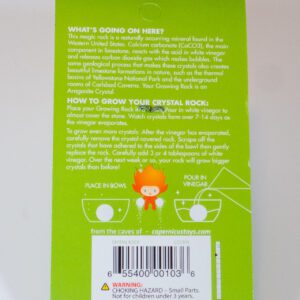 WHAT'S GOING ON HERE?
This magic rock is a naturally occurring mineral found in the
Western United States. Calcium carbonate (CaCO3), the main
component in limestone, reacts with the acid in white vinegar
and releases carbon dioxide gas which makes bubbles. The
same geological process that makes these crystals also creates
beautiful limestone formations in nature, such as the thermal
basins of Yellowstone National Park and the underground
rooms of Carlsbad Caverns. Your Growing Rock is an
Aragonite Crystal.
HOW TO GROW YOUR CRYSTAL ROCK:
Place your Growing Rock in white vinegar to
almost cover the stone. Watch crystals form over 7-14 days as
the vinegar evaporates.
To grow even more crystals: After the vinegar has evaporated,
carefully remove the crystal covered rock. Scrape off the
crystals that have adhered to the sides of the bowl then gently
replace the rock. Carefully add 3 or 4 tablespoons of white
vinegar. Over the next week or so, your rock will grow bigger
crystals than before!
PLACE IN BOWL
POUR IN
VINEGAR
from the caves of - copernicustoys.com
6 55400 00103 6
WARNING:
CHOKING HAZARD - Small Parts
Not for children under 3 years